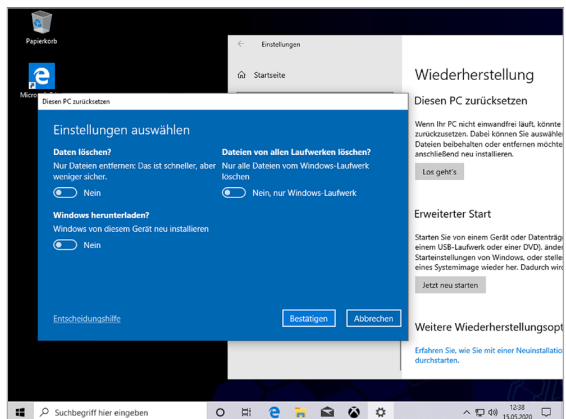 Papierkorb
Micro
Einstellungen
Startseite
Wiederherstellung
Diesen PC zurücksetzen
Wenn Ihr PC nicht einwandfrei läuft, könnte
zurückzusetzen. Dabei können Sie auswählen
Dateien beibehalten oder entfernen möchte
anschließend neu installieren.
Los geht's
Erweiterter Start
Starten Sie von einem Gerät oder Datenträg
einem USB-Laufwerk oder einer DVD), änder
Starteinstellungen von Windows, oder stelle
eines Systemimage wieder her. Dadurch wird
Jetzt neu starten
Weitere Wiederherstellungsopt
Erfahren Sie, wie Sie mit einer Neuinstallatio
durchstarten.
Diesen PC zurücksetzen
Einstellungen auswählen
Daten löschen?
Nur Dateien entfernen: Das ist schneller, aber
weniger sicher.
Nein
Dateien von allen Laufwerken löschen?
Nur alle Dateien vom Windows-Laufwerk
löschen
Nein, nur Windows-Laufwerk
Windows herunterladen?
Windows von diesem Gerät neu installieren
Nein
Entscheidungshilfe
Bestätigen
Abbrechen
Suchbegriff hier eingeben
12:38
15.05.2020